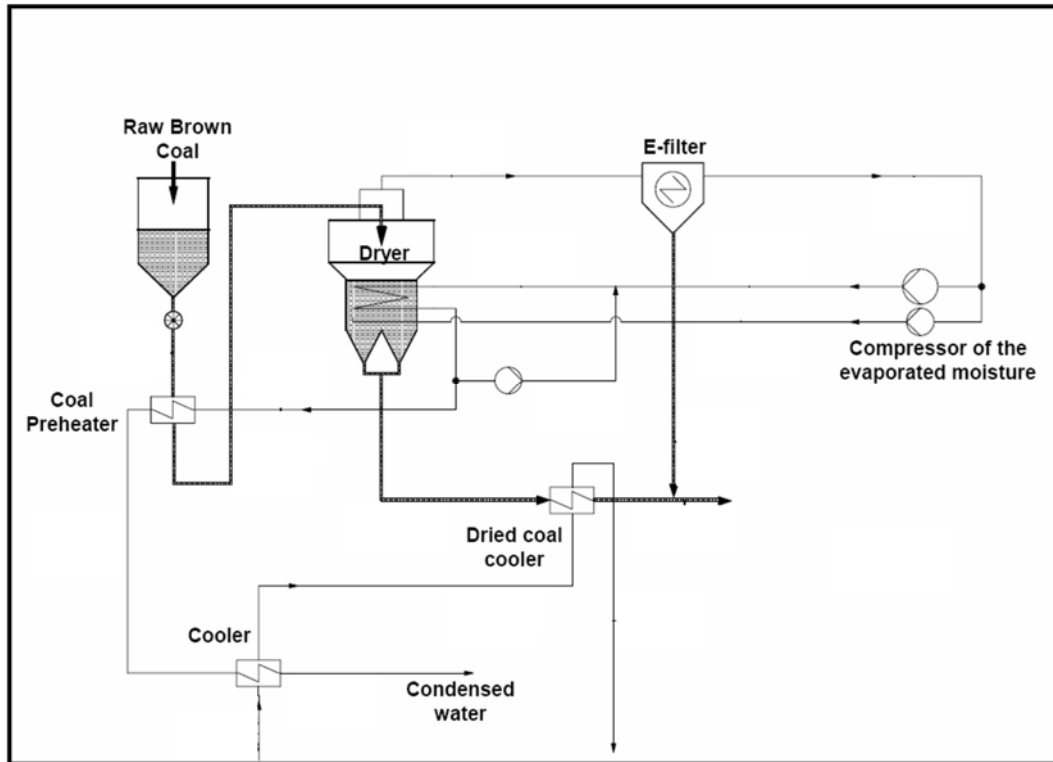 Raw Brown
Coal
E-filter
Dryer
Compressor of the
evaporated moisture
Coal
Preheater
Dried coal
cooler
Cooler
Condensed
water